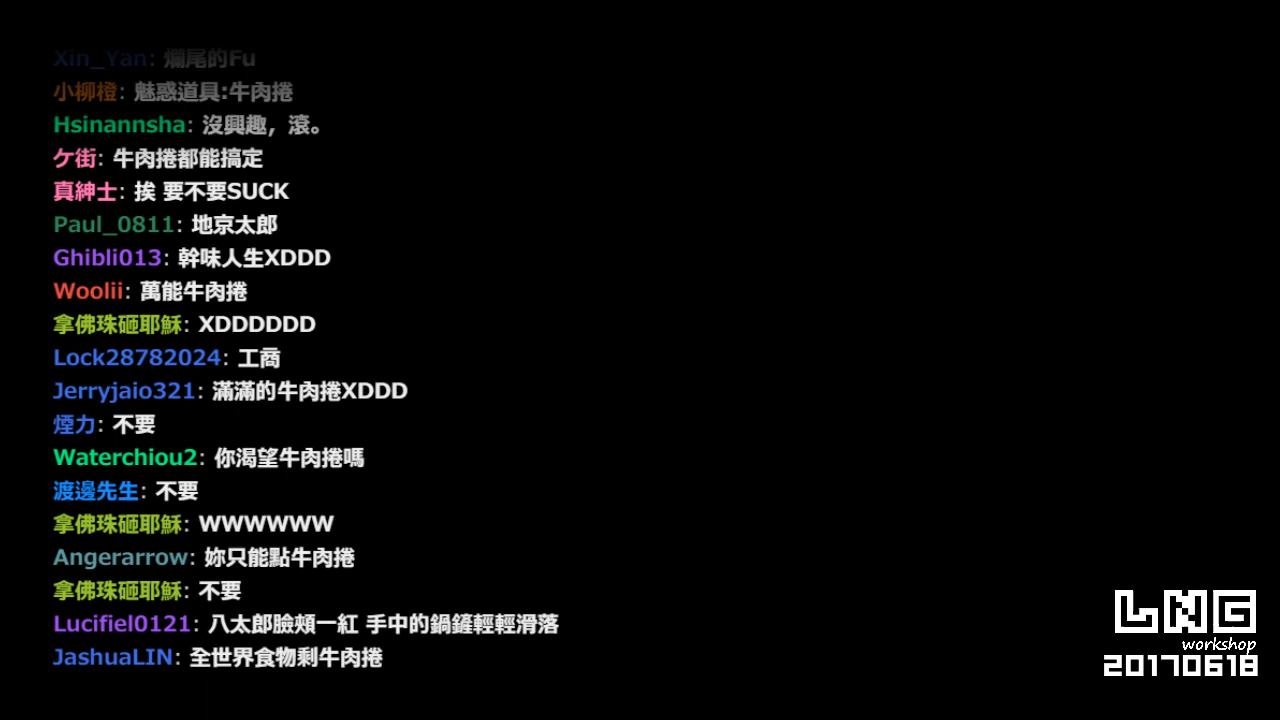 Xin_Yan: 爛尾的Fu
小柳橙: 魅惑道具:牛肉捲
Hsinannsha: 沒興趣，滾。
ケ街: 牛肉捲都能搞定
真紳士: 挨 要不要SUCK
Paul_0811: 地京太郎
Ghibli013: 幹味人生XDDD
Woolii: 萬能牛肉捲
拿佛珠砸耶穌: XDDDDDD
Lock28782024: 工商
Jerryjaio321: 滿滿的牛肉捲XDDD
煙力: 不要
Waterchiou2: 你渴望牛肉捲嗎
渡邊先生: 不要
拿佛珠砸耶穌: WWWWWW
Angerarrow: 妳只能點牛肉捲
拿佛珠砸耶穌: 不要
Lucifiel0121: 八太郎臉頰一紅 手中的鍋鏟輕輕滑落
JashuaLIN: 全世界食物剩牛肉捲
LNG
workshop
20170618